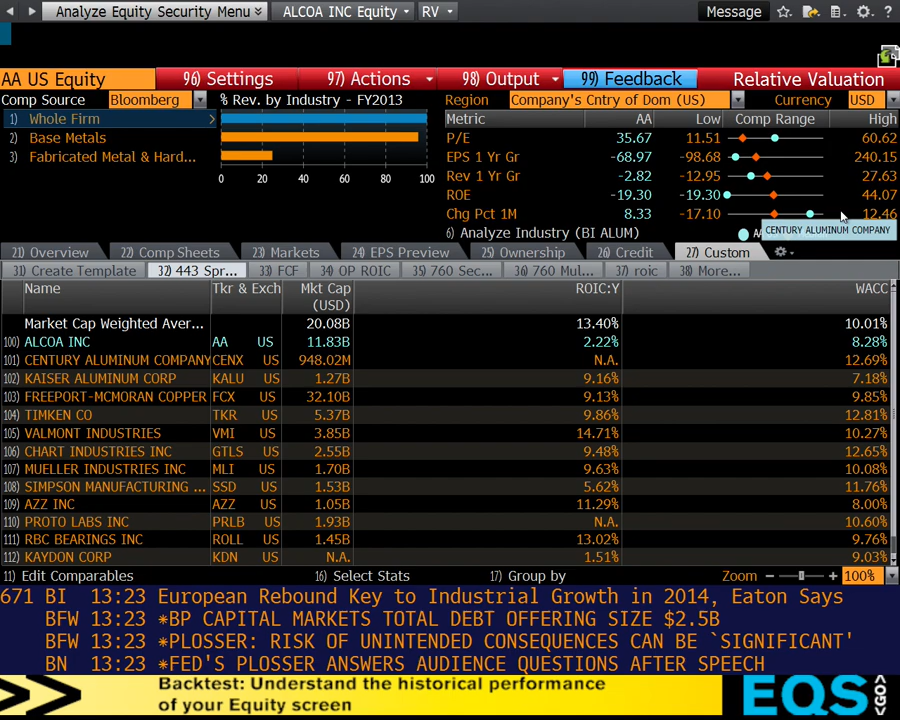 Analyze Equity Security Menu
ALCOA INC Equity
RV
Message
?
AA US Equity
96) Settings
97) Actions
98) Output
99) Feedback
Relative Valuation
Comp Source Bloomberg
% Rev. by Industry - FY2013
Region Company's Cntry of Dom (US)
Currency USD
1) Whole Firm
2) Base Metals
3) Fabricated Metal & Hard...
0 20 40 60 80 100
Metric AA Low Comp Range High
P/E 35.67 11.51 60.62
EPS 1 Yr Gr -68.97 -98.68 240.15
Rev 1 Yr Gr -2.82 -12.95 27.63
ROE -19.30 -19.30 44.07
Chg Pct 1M 8.33 -17.10 12.46
6) Analyze Industry (BI ALUM)
CENTURY ALUMINUM COMPANY
21) Overview 22) Comp Sheets 23) Markets 24) EPS Preview 25) Ownership 26) Credit 27) Custom
31) Create Template 32) 443 Spr... 33) FCF 34) OP ROIC 35) 760 Sec... 36) 760 Mul... 37) roic 38) More...
Name Tkr & Exch Mkt Cap (USD) ROIC:Y WACC
Market Cap Weighted Aver... 20.08B 13.40% 10.01%
100) ALCOA INC AA US 11.83B 2.22% 8.28%
101) CENTURY ALUMINUM COMPANY CENX US 948.02M N.A. 12.69%
102) KAISER ALUMINUM CORP KALU US 1.27B 9.16% 7.18%
103) FREEPORT-MCMORAN COPPER FCX US 32.10B 9.13% 9.85%
104) TIMKEN CO TKR US 5.37B 9.86% 12.81%
105) VALMONT INDUSTRIES VMI US 3.85B 14.71% 10.27%
106) CHART INDUSTRIES INC GTLS US 2.55B 9.48% 12.65%
107) MUELLER INDUSTRIES INC MLI US 1.70B 9.63% 10.08%
108) SIMPSON MANUFACTURING ... SSD US 1.53B 5.62% 11.76%
109) AZZ INC AZZ US 1.05B 11.29% 8.00%
110) PROTO LABS INC PRLB US 1.93B N.A. 10.60%
111) RBC BEARINGS INC ROLL US 1.45B 13.02% 9.76%
112) KAYDON CORP KDN US N.A. 1.51% 9.03%
11) Edit Comparables 16) Select Stats 17) Group by Zoom - + 100%
671 BI 13:23 European Rebound Key to Industrial Growth in 2014, Eaton Says
BFW 13:23 *BP CAPITAL MARKETS TOTAL DEBT OFFERING SIZE $2.5B
BFW 13:23 *PLOSSER: RISK OF UNINTENDED CONSEQUENCES CAN BE `SIGNIFICANT'
BN 13:23 *FED'S PLOSSER ANSWERS AUDIENCE QUESTIONS AFTER SPEECH
Backtest: Understand the historical performance
of your Equity screen
EQS <GO>